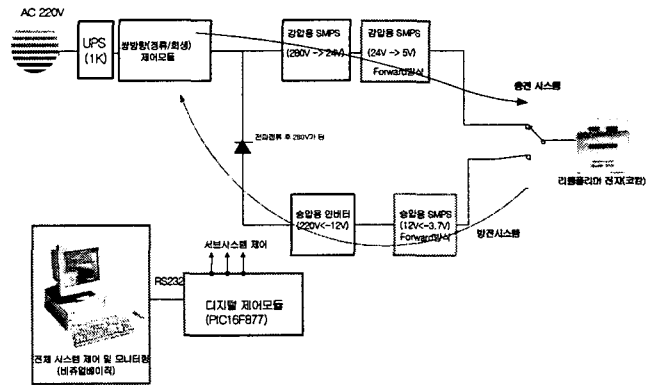 AC 220V
UPS
(1K)
쌍방향(정류/회생)
제어모듈
강압용 SMPS
(280V -> 24V)
강압용 SMPS
(24V -> 5V)
Forward방식
충전 시스템
전파정류 후 280V가 됨
리튬폴리머 전지(코캄)
승압용 인버터
(220V<-12V)
승압용 SMPS
(12V<-3.7V)
Forward방식
방전시스템
서브시스템 제어
RS232
디지털 제어모듈
(PIC16F877)
전체 시스템 제어 및 모니터링
(비쥬얼베이직)